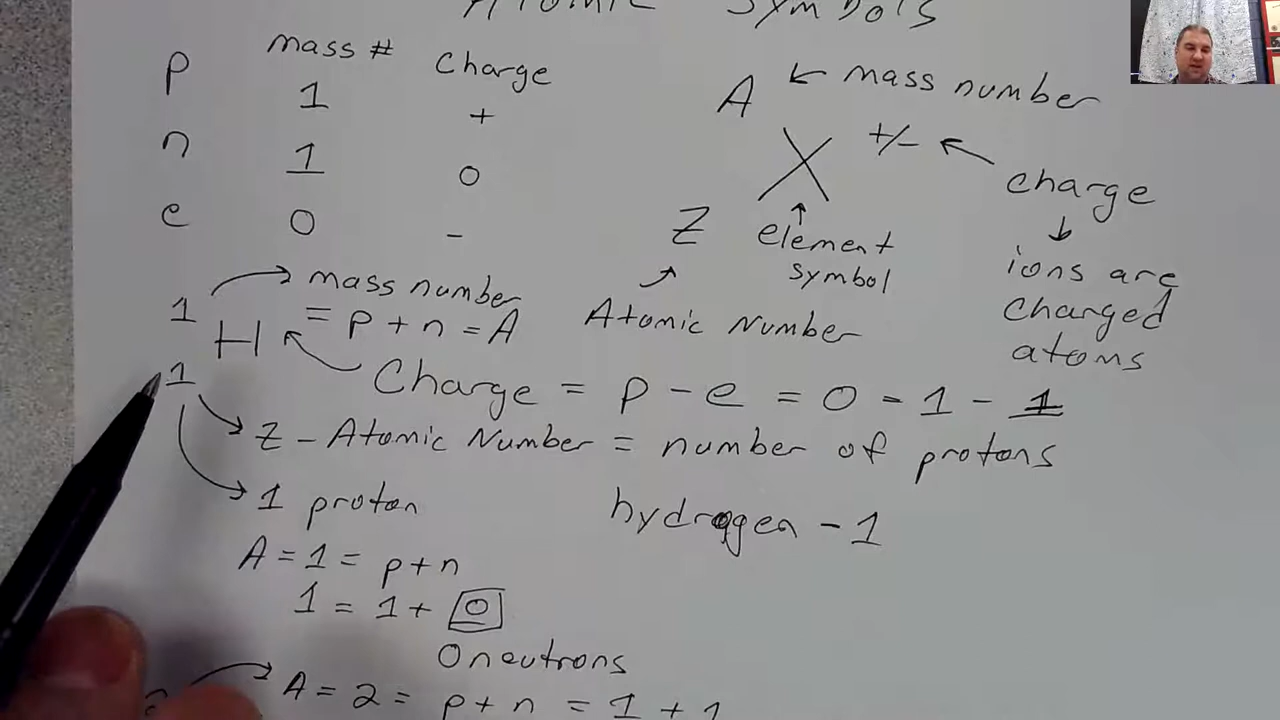 Atomic Symbols
mass # charge
p 1 +
n 1 0
e 0 -
A ← mass number
X +/- ← charge
Z element symbol
Atomic Number
ions are
charged
atoms
1 → mass number
H = p + n = A
1 Charge = p - e = 0 - 1 - 1
Z - Atomic Number = number of protons
1 proton
hydrogen - 1
A = 1 = p + n
1 = 1 + 0
0 neutrons
A = 2 = p + n = 1 + 1